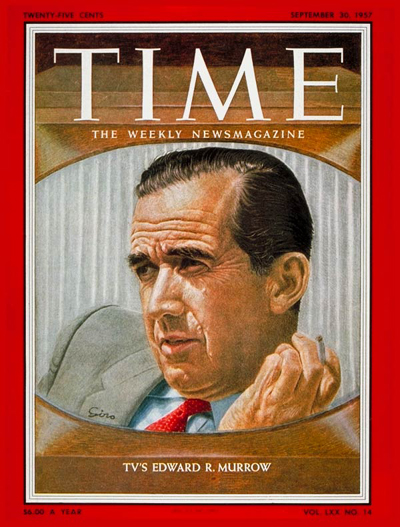 TWENTY-FIVE CENTS SEPTEMBER 30, 1957
TIME
THE WEEKLY NEWSMAGAZINE
Giro
TV'S EDWARD R. MURROW
$6.00 A YEAR VOL. LXX NO. 14